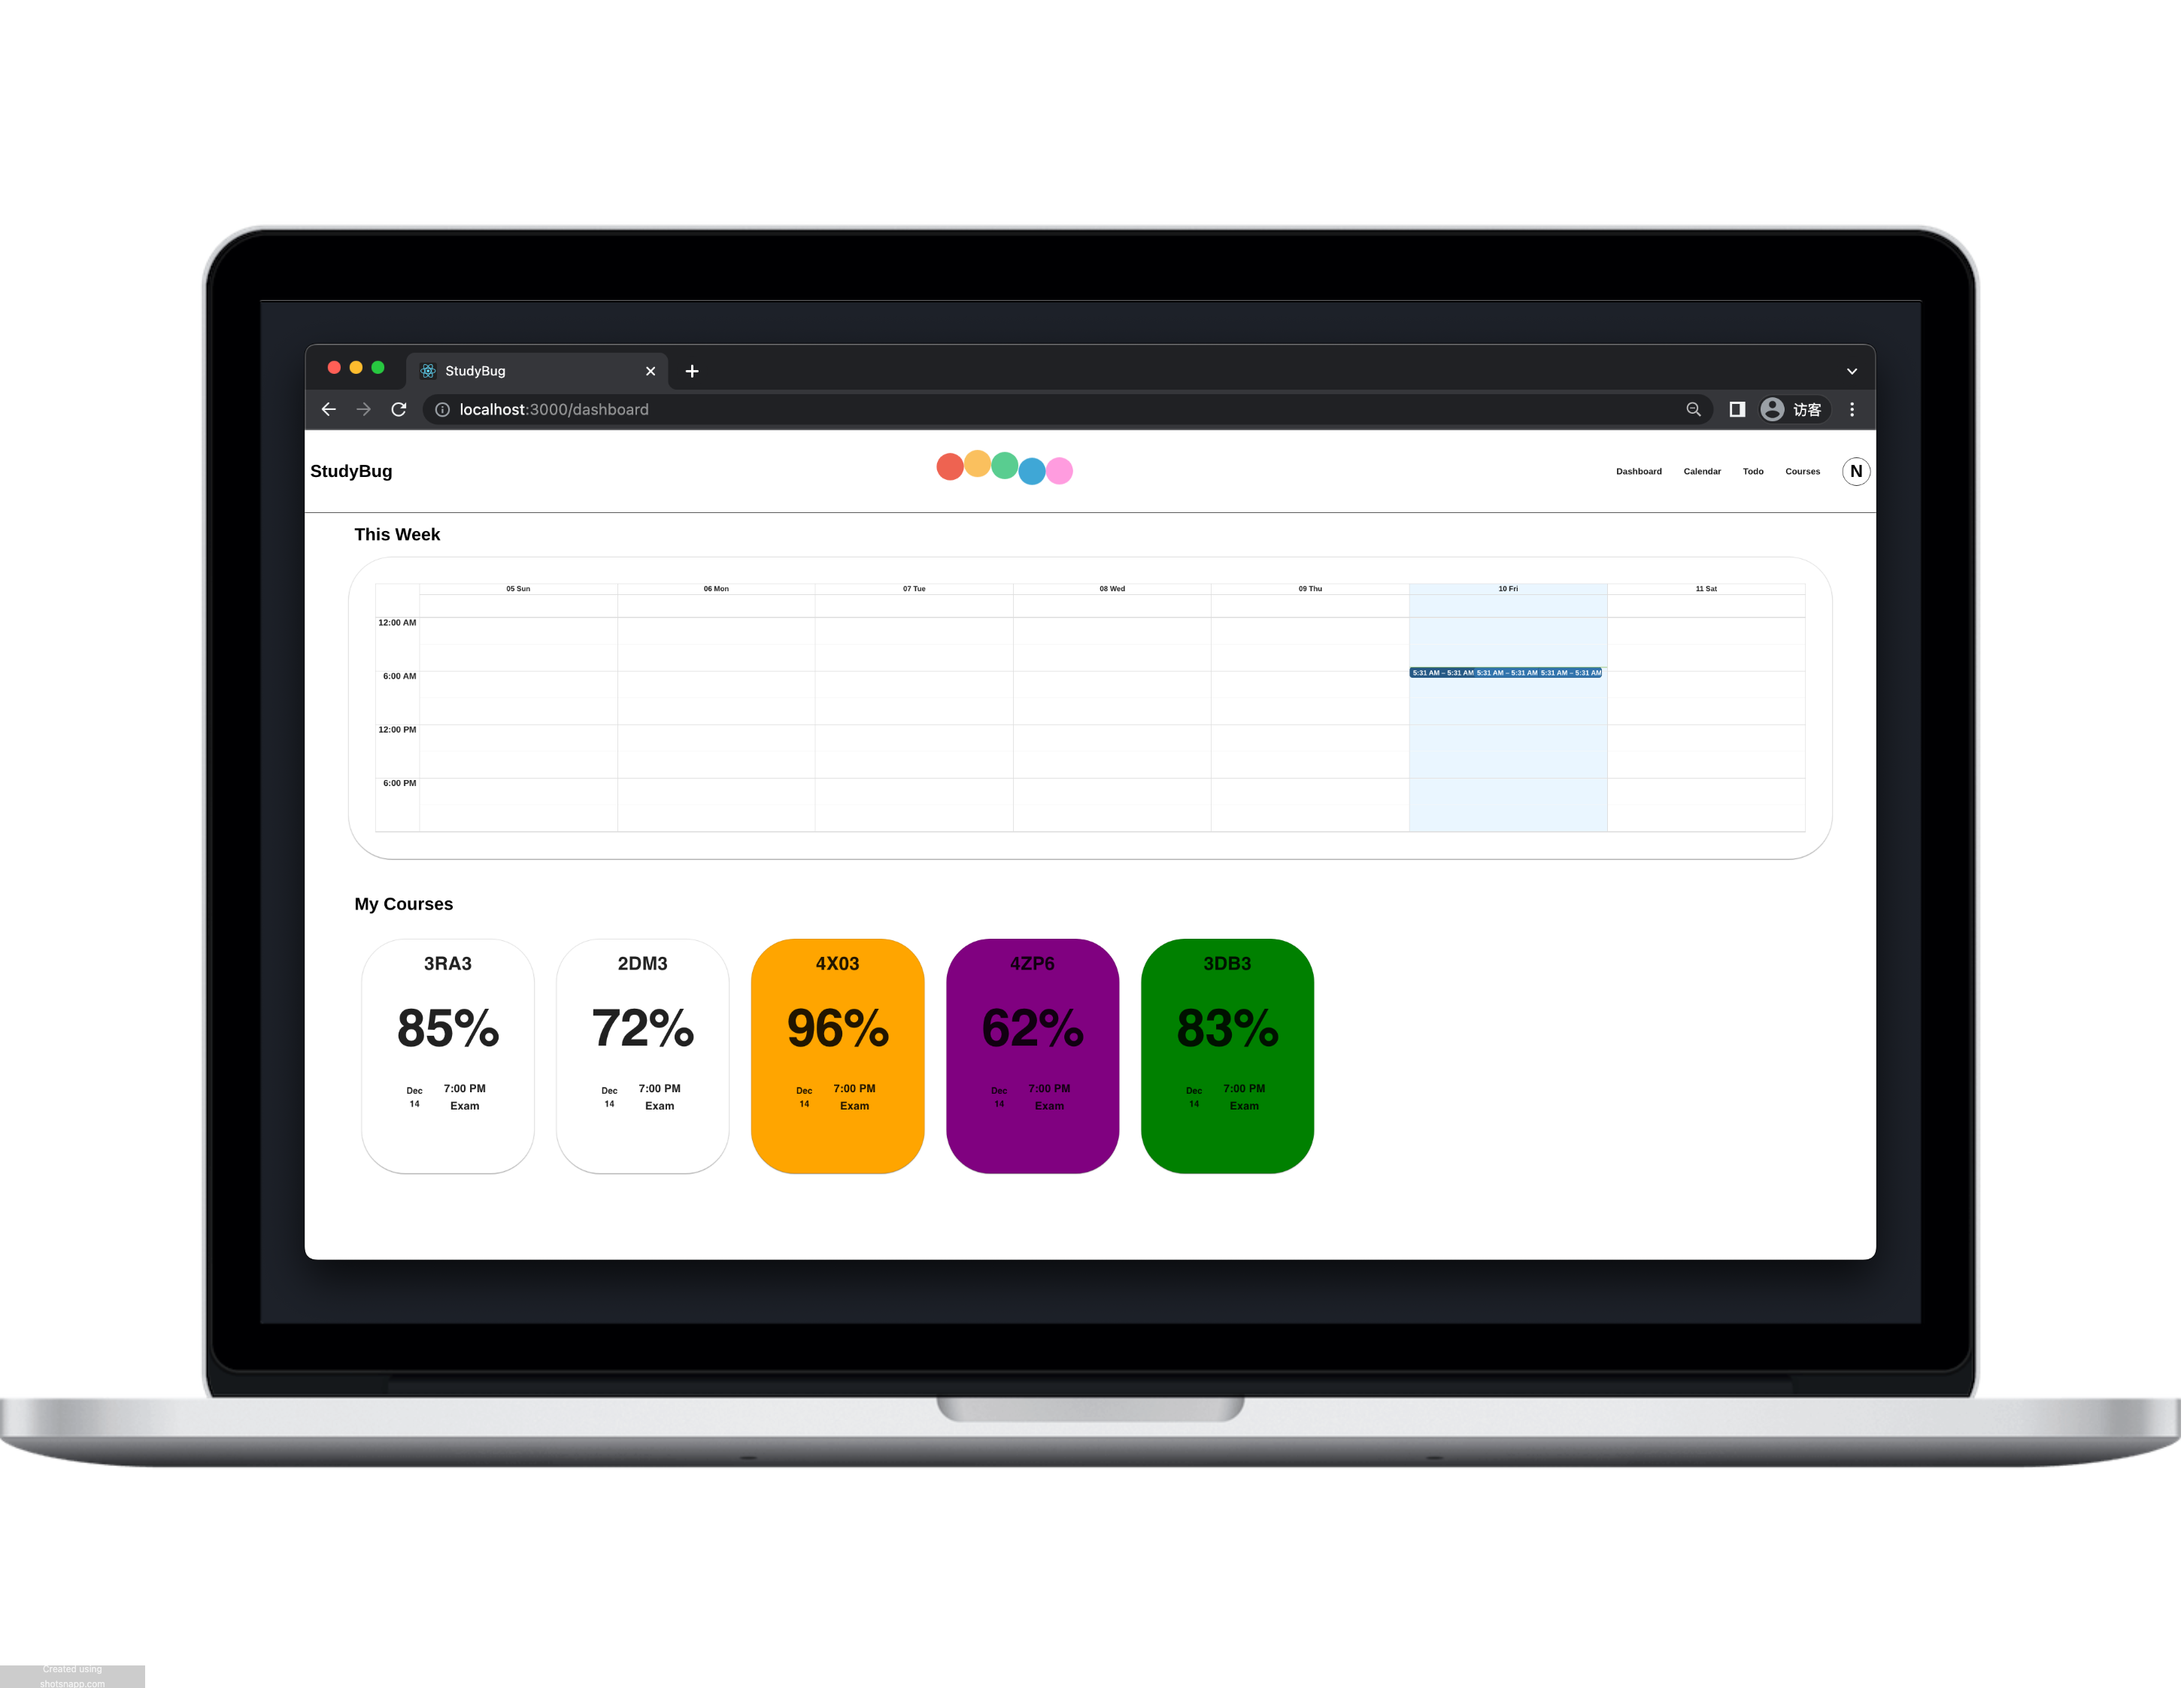 StudyBug
localhost:3000/dashboard
访客
StudyBug
Dashboard Calendar Todo Courses N
This Week
05 Sun 06 Mon 07 Tue 08 Wed 09 Thu 10 Fri 11 Sat
12:00 AM
6:00 AM
5:31 AM – 5:31 AM 5:31 AM – 5:31 AM 5:31 AM – 5:31 AM
12:00 PM
6:00 PM
My Courses
3RA3
85%
Dec 14
7:00 PM
Exam
2DM3
72%
Dec 14
7:00 PM
Exam
4X03
96%
Dec 14
7:00 PM
Exam
4ZP6
62%
Dec 14
7:00 PM
Exam
3DB3
83%
Dec 14
7:00 PM
Exam
Created using
shotsnapp.com